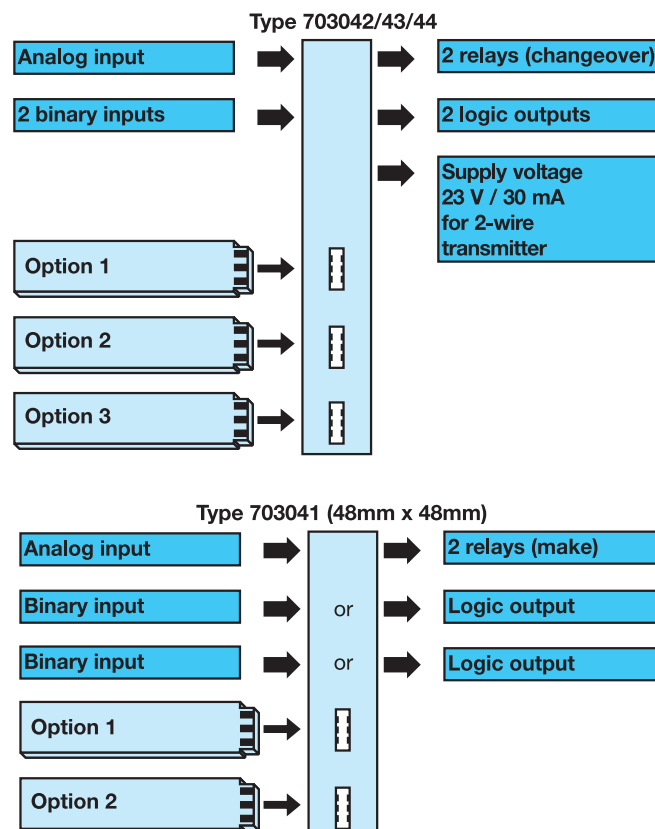 Type 703042/43/44
Analog input
2 relays (changeover)
2 binary inputs
2 logic outputs
Supply voltage
23 V / 30 mA
for 2-wire
transmitter
Option 1
Option 2
Option 3
Type 703041 (48mm x 48mm)
Analog input
2 relays (make)
Binary input
or
Logic output
Binary input
or
Logic output
Option 1
Option 2